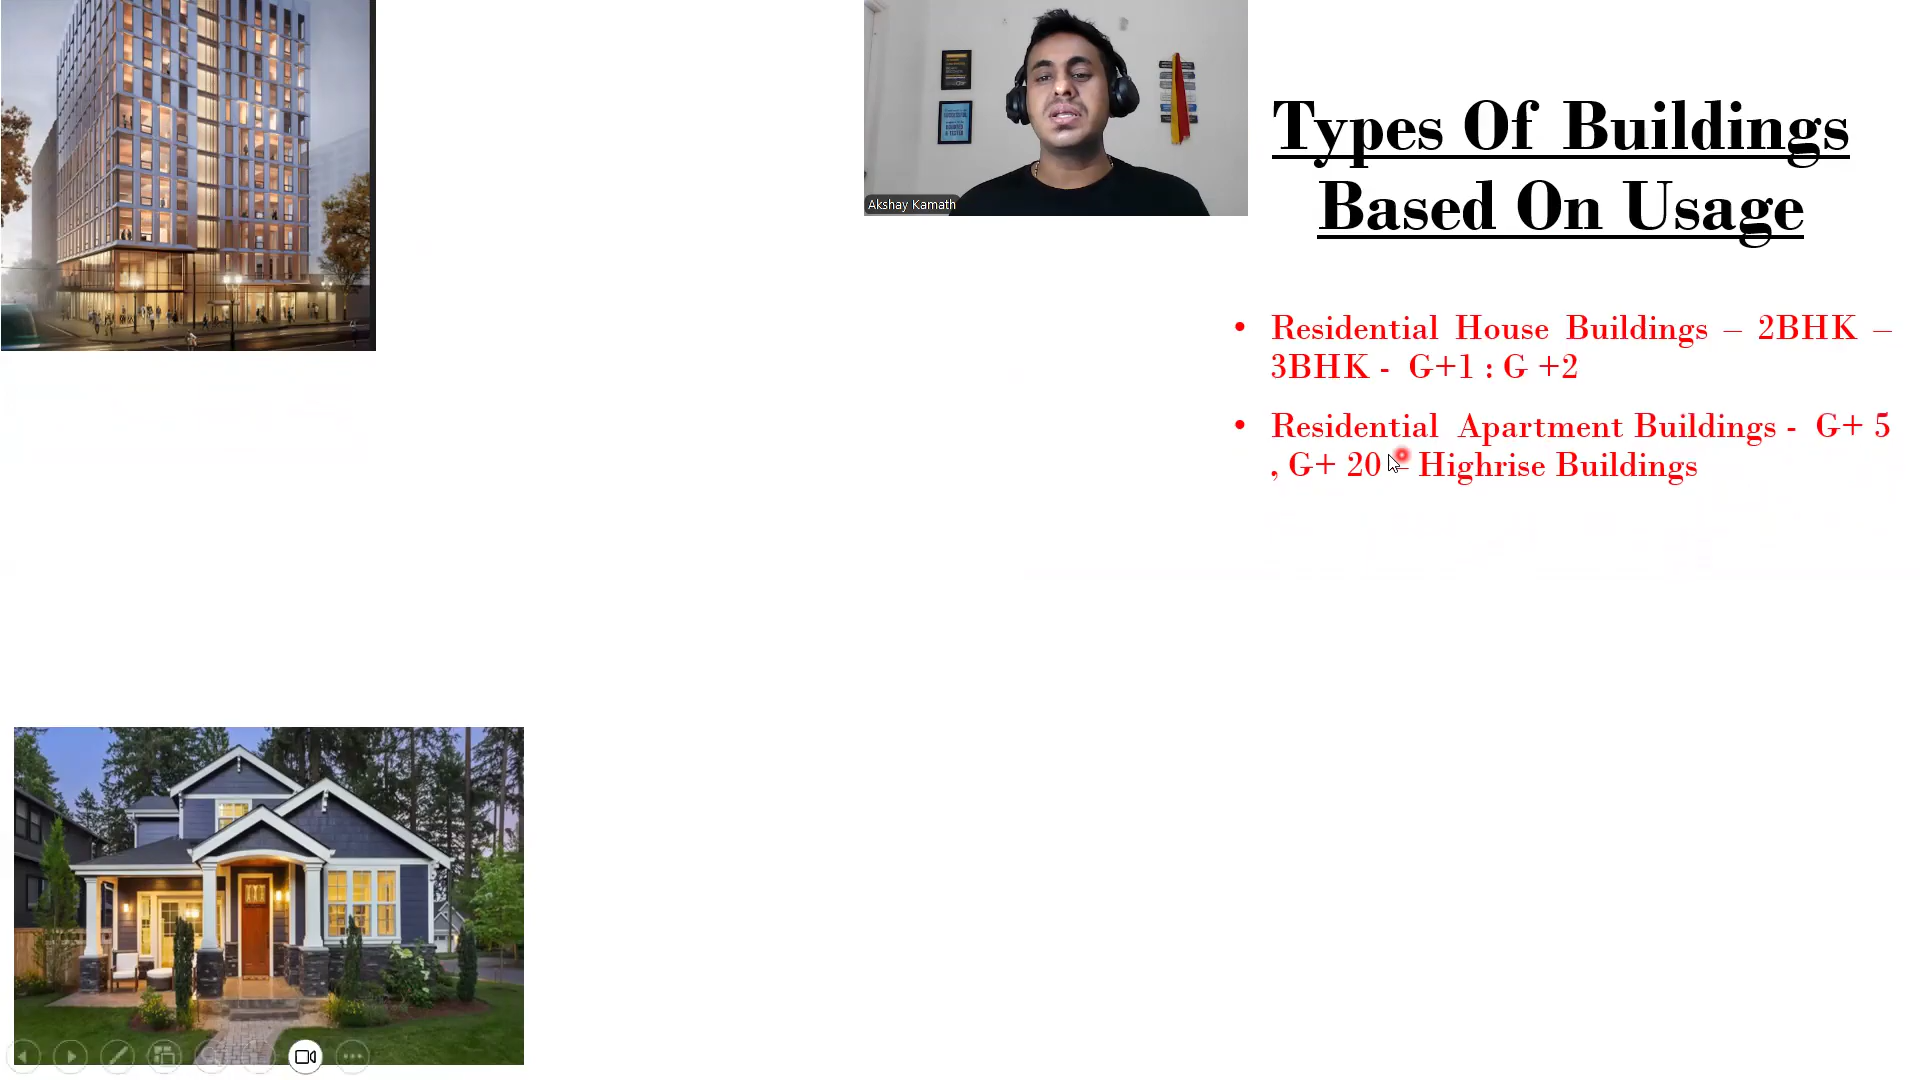 Akshay Kamath
Types Of Buildings
Based On Usage
• Residential House Buildings – 2BHK –
3BHK - G+1 : G +2
• Residential Apartment Buildings - G+ 5
, G+ 20 – Highrise Buildings